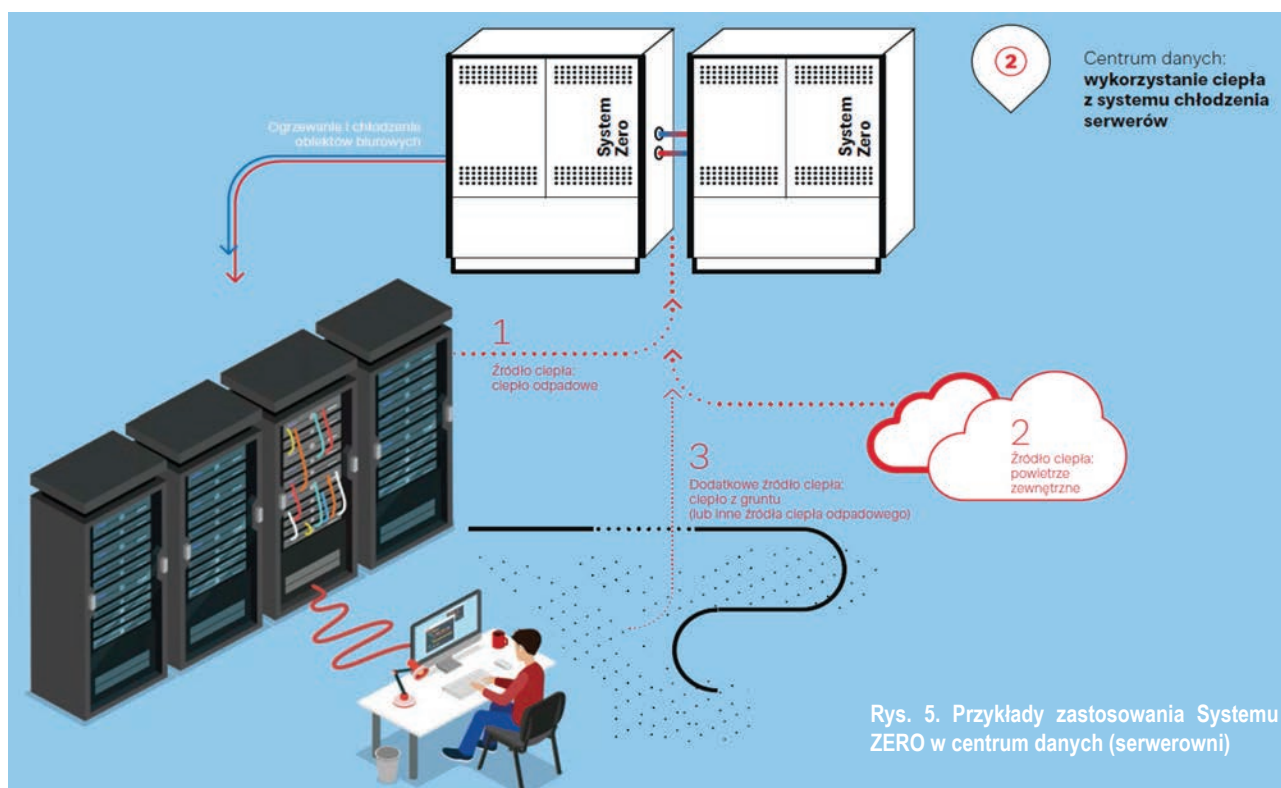 System
Zero
System
Zero
2
Centrum danych:
wykorzystanie ciepła
z systemu chłodzenia
serwerów
Ogrzewanie i chłodzenie
obiektów biurowych
1
Źródło ciepła:
ciepło odpadowe
2
Źródło ciepła:
powietrze
zewnętrzne
3
Dodatkowe źródło ciepła:
ciepło z gruntu
(lub inne źródła ciepła odpadowego)
Rys. 5. Przykłady zastosowania Systemu
ZERO w centrum danych (serwerowni)